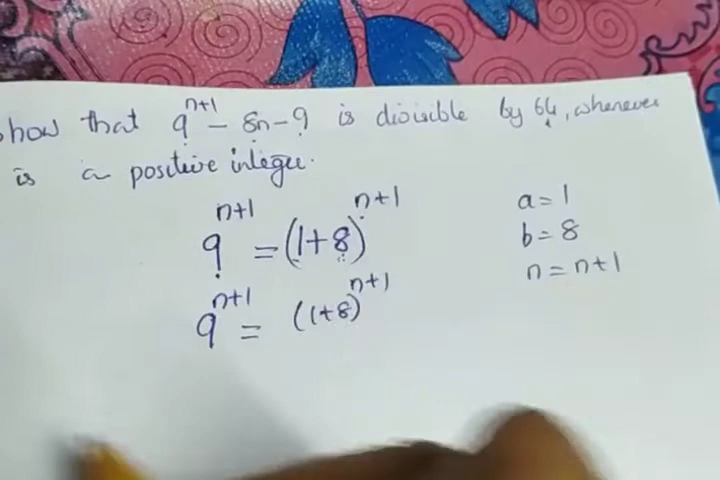 show that 9^{n+1} - 8n - 9 is divisible by 64, whenever
is a positive integer.
9^{n+1} = (1+8)^{n+1}
a = 1
b = 8
n = n+1
9^{n+1} = (1+8)^{n+1}